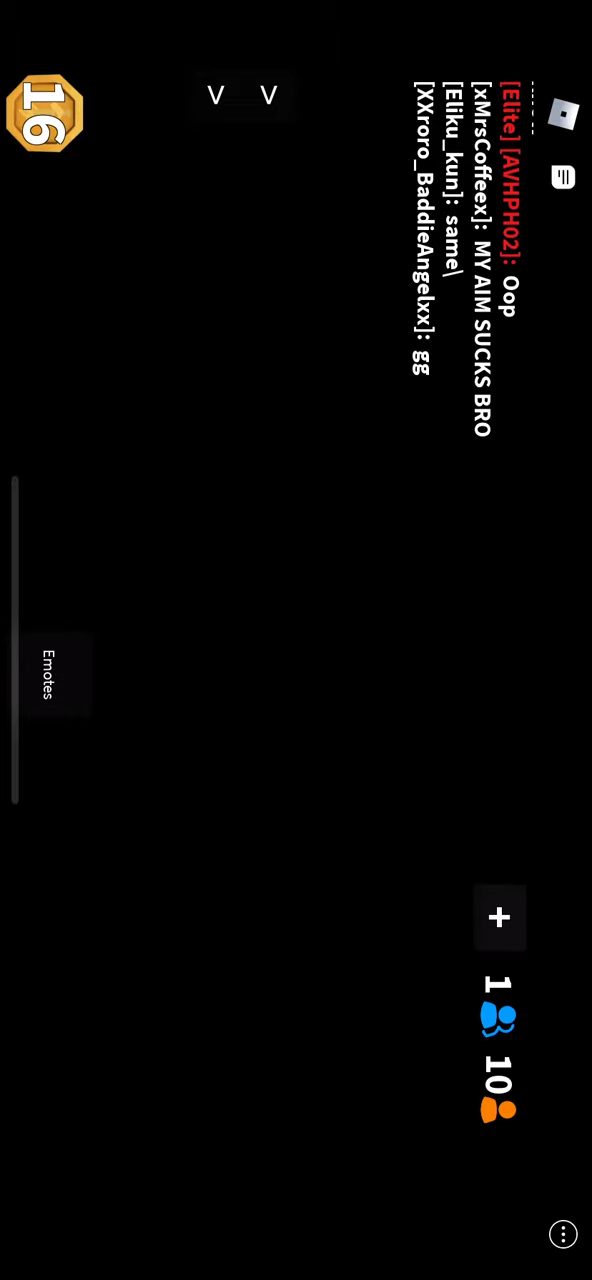 [Elite] [AVHPH02]: Oop
[xMrsCoffeex]: MY AIM SUCKS BRO
[Eliku_kun]: same\
[XXroro_BaddieAngelxx]: gg
+
1
10
Emotes
16